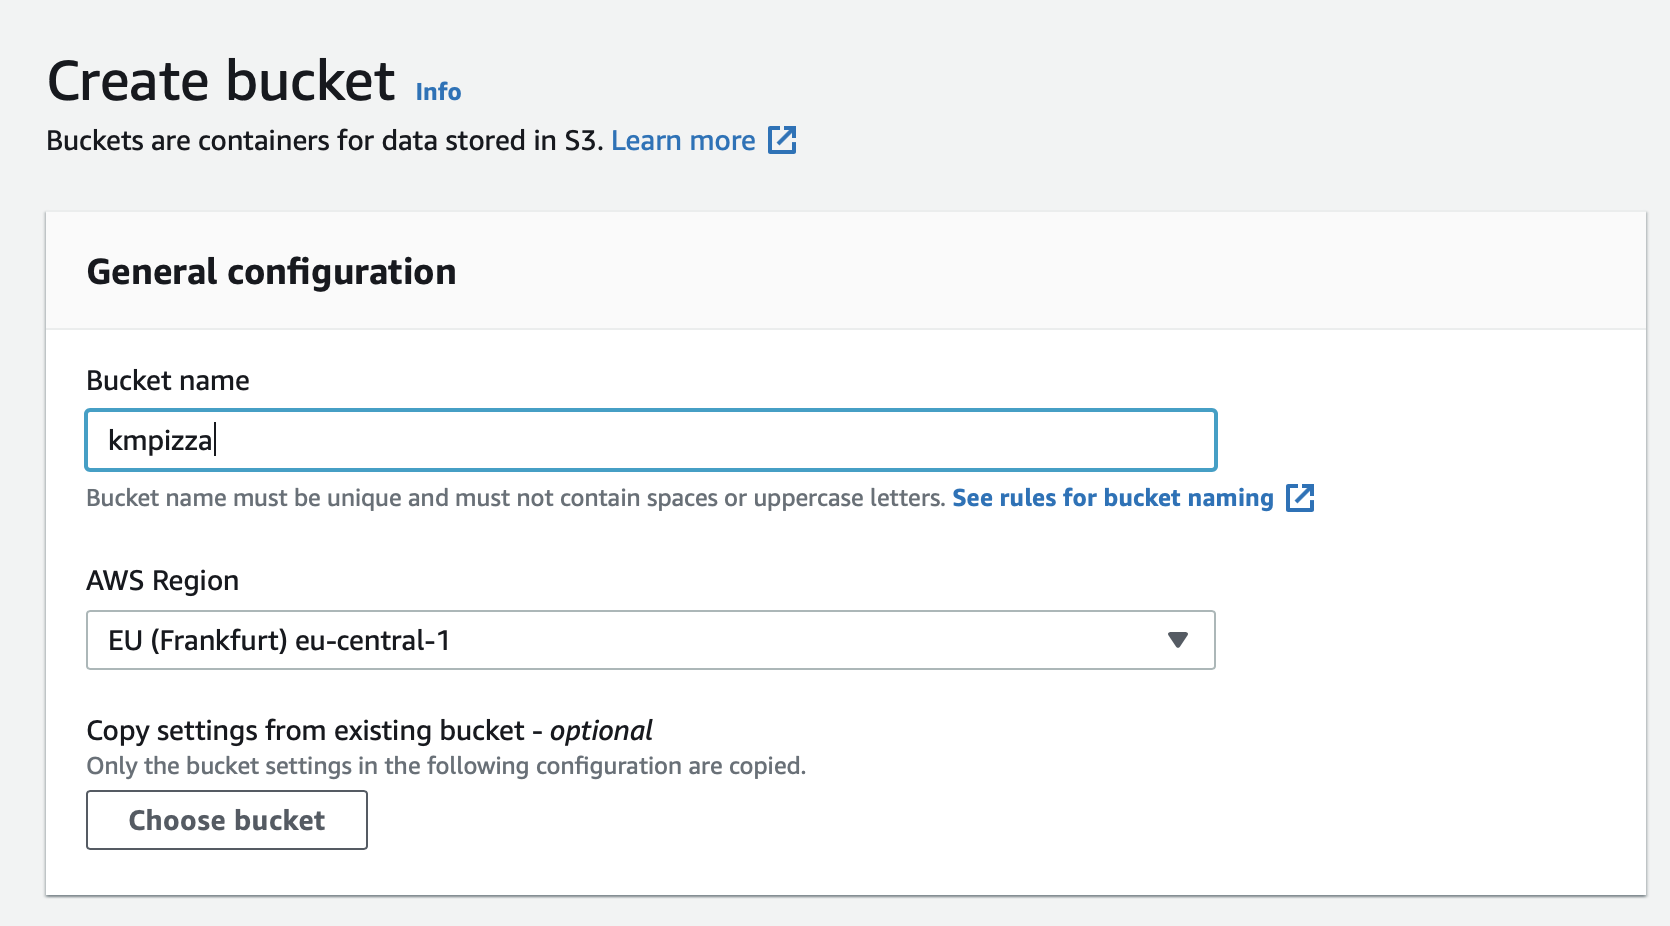 Create bucket Info
Buckets are containers for data stored in S3. Learn more
General configuration
Bucket name
kmpizza
Bucket name must be unique and must not contain spaces or uppercase letters. See rules for bucket naming
AWS Region
EU (Frankfurt) eu-central-1
Copy settings from existing bucket - optional
Only the bucket settings in the following configuration are copied.
Choose bucket